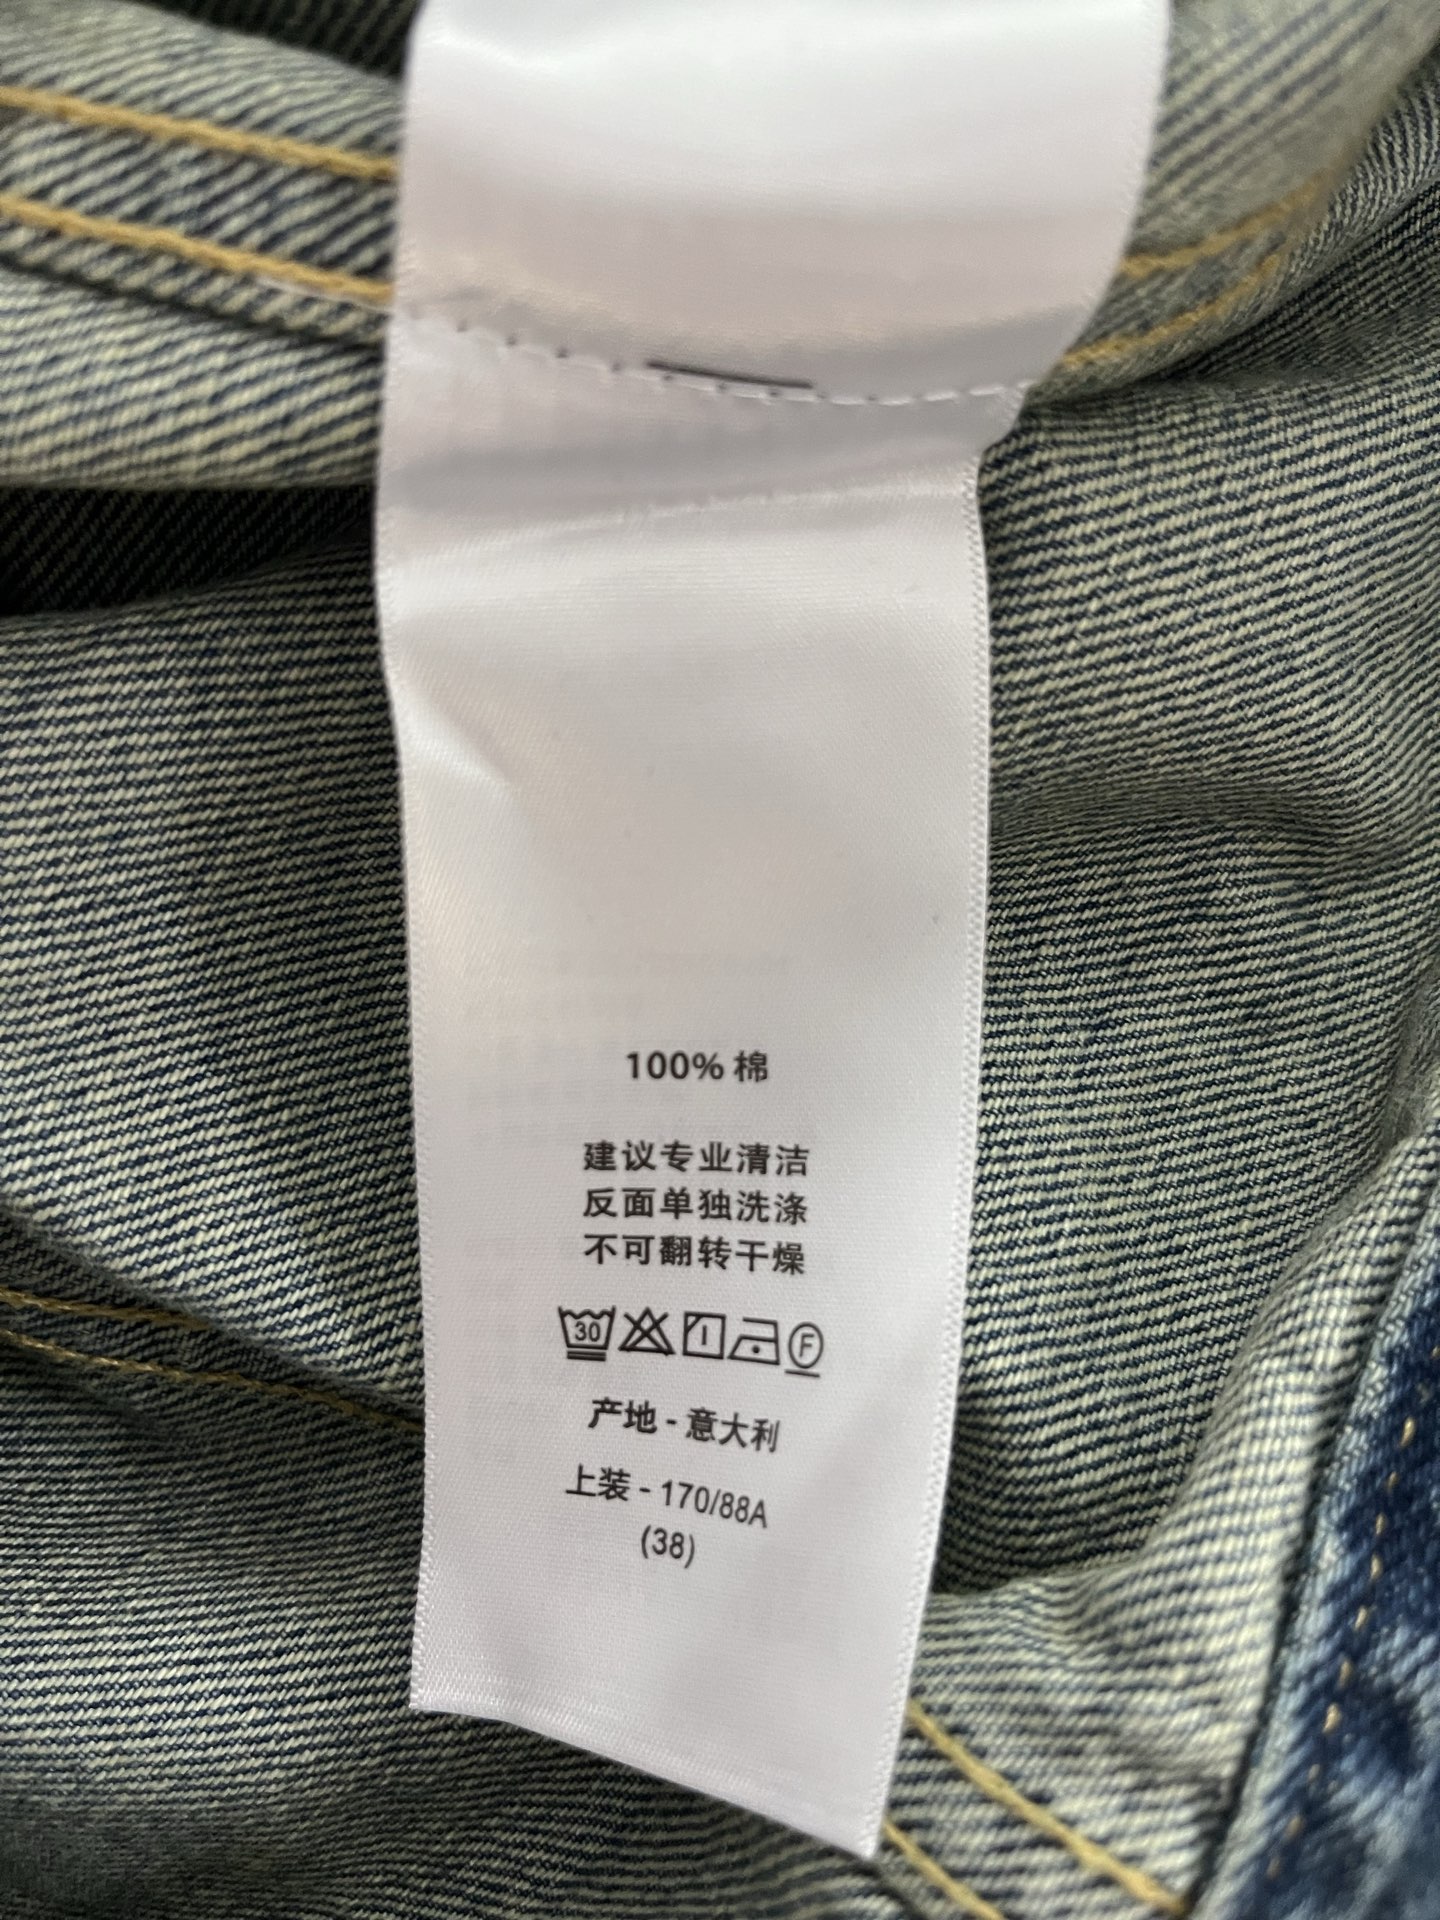 100% 棉
建议专业清洁
反面单独洗涤
不可翻转干燥
30 F
产地 - 意大利
上装 - 170/88A
(38)